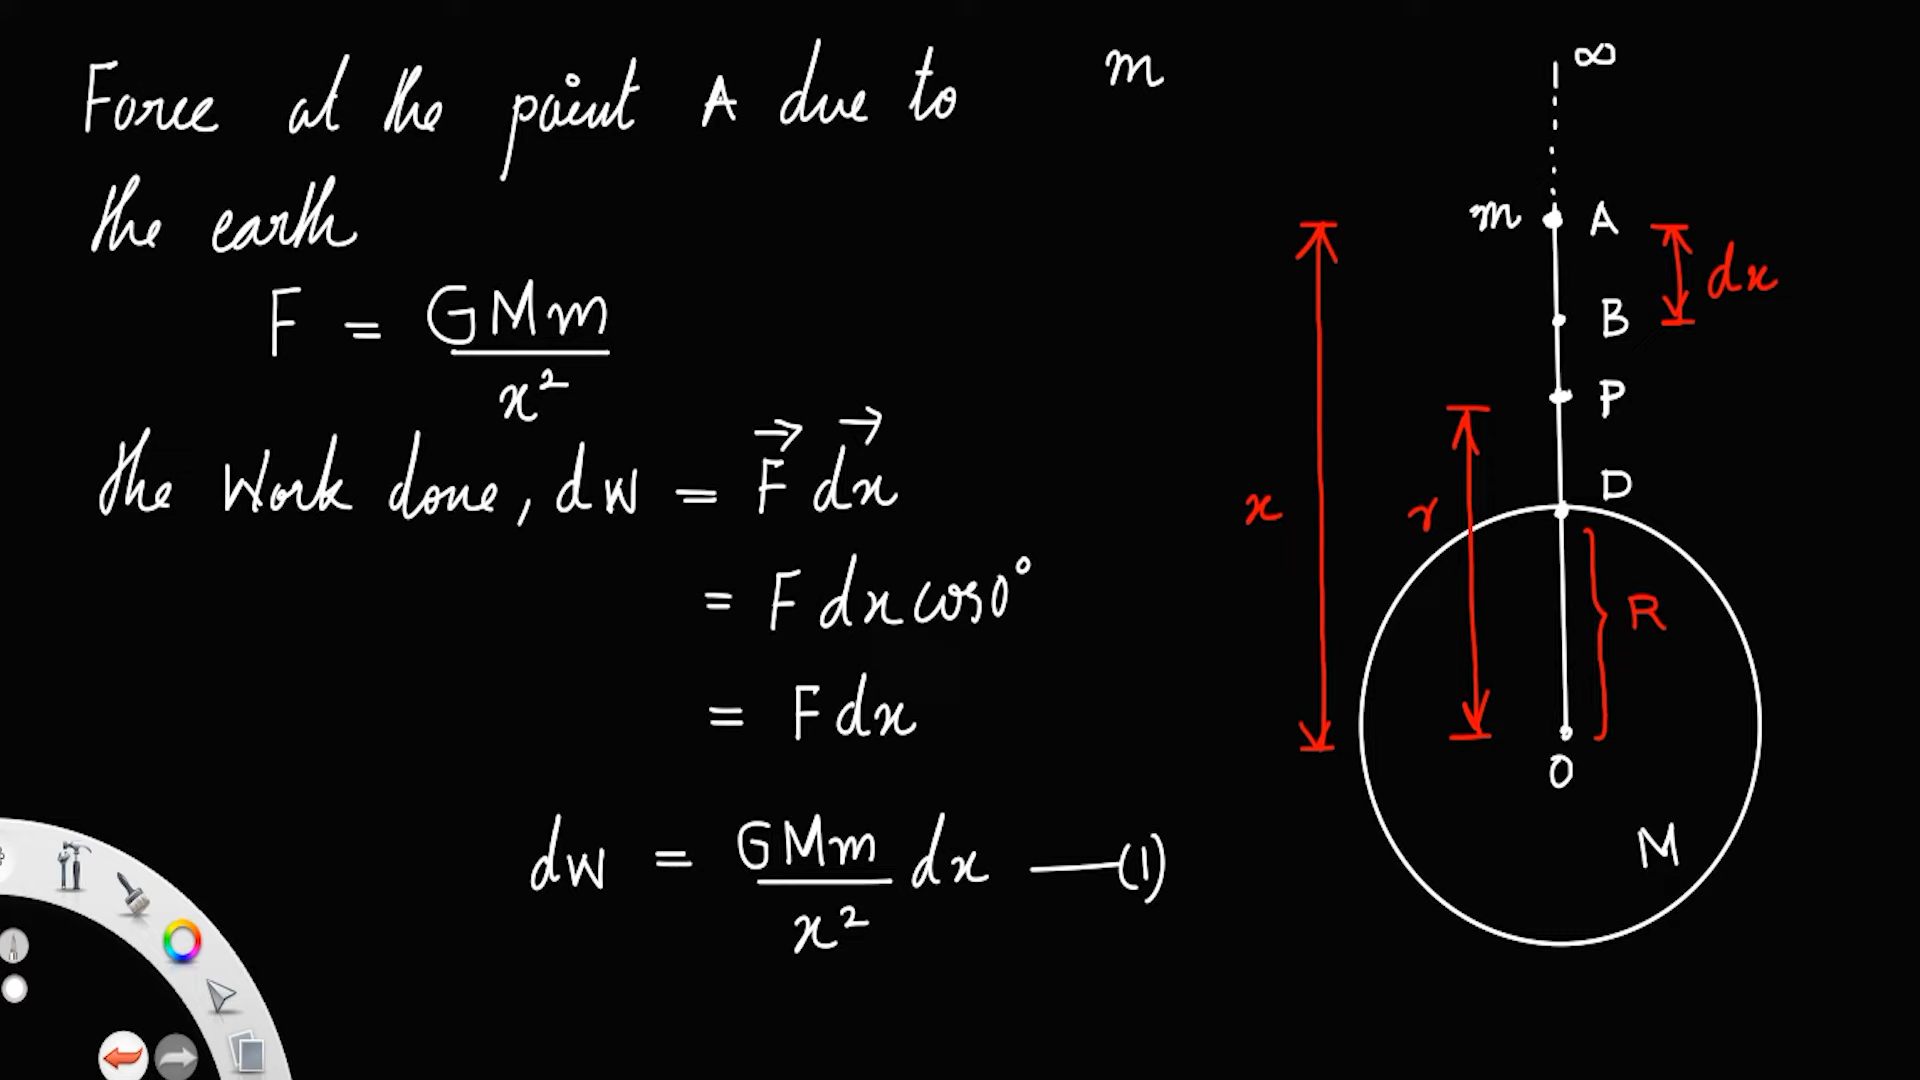 Force at the point A due to
the earth
F = GMm / x²
the Work done, dW = F⃗ dx⃗
= F dx cos0°
= F dx
dW = GMm / x² dx —(1)
m
∞
m A
dx
B
P
D
x
r
R
O
M